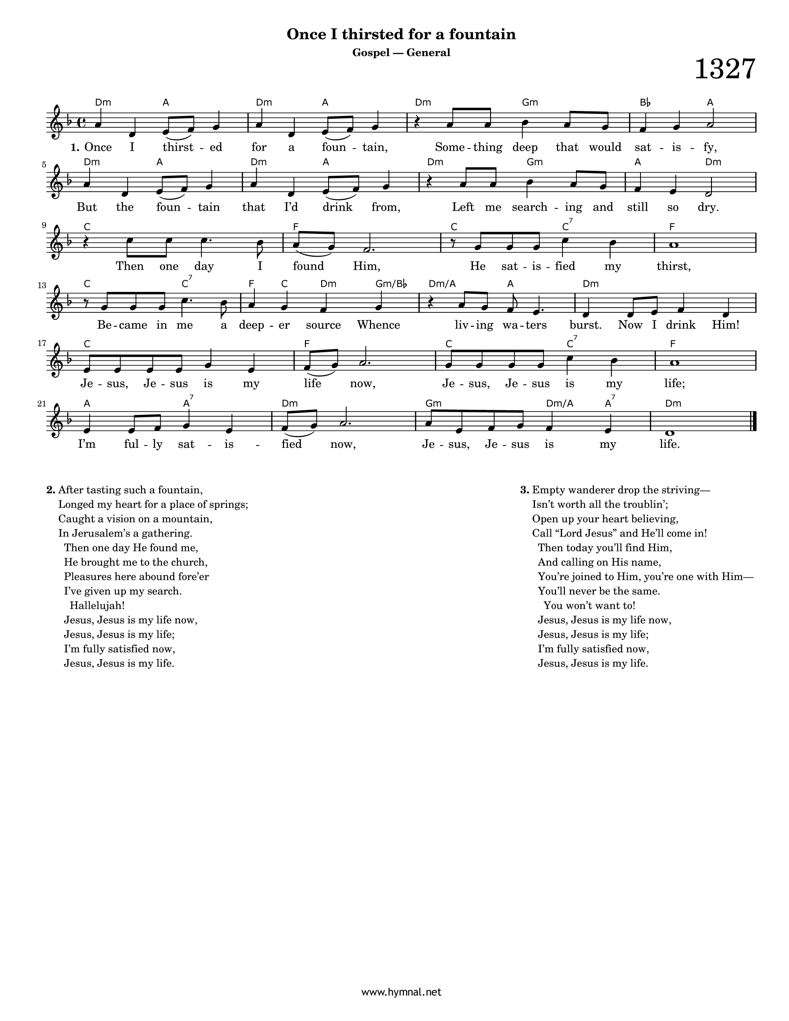 Once I thirsted for a fountain
Gospel — General
1327
Dm A Dm A Dm Gm B♭ A
1. Once I thirst - ed for a foun - tain, Some - thing deep that would sat - is - fy,
5
Dm A Dm A Dm Gm A Dm
But the foun - tain that I'd drink from, Left me search - ing and still so dry.
9
C F C C7 F
Then one day I found Him, He sat - is - fied my thirst,
13
C C7 F C Dm Gm/B♭ Dm/A A Dm
Be - came in me a deep - er source Whence liv - ing wa - ters burst. Now I drink Him!
17
C F C C7 F
Je - sus, Je - sus is my life now, Je - sus, Je - sus is my life;
21
A A7 Dm Gm Dm/A A7 Dm
I'm ful - ly sat - is - fied now, Je - sus, Je - sus is my life.
2. After tasting such a fountain,
Longed my heart for a place of springs;
Caught a vision on a mountain,
In Jerusalem's a gathering.
Then one day He found me,
He brought me to the church,
Pleasures here abound fore'er
I've given up my search.
Hallelujah!
Jesus, Jesus is my life now,
Jesus, Jesus is my life;
I'm fully satisfied now,
Jesus, Jesus is my life.
3. Empty wanderer drop the striving—
Isn't worth all the troublin';
Open up your heart believing,
Call “Lord Jesus” and He'll come in!
Then today you'll find Him,
And calling on His name,
You're joined to Him, you're one with Him—
You'll never be the same.
You won't want to!
Jesus, Jesus is my life now,
Jesus, Jesus is my life;
I'm fully satisfied now,
Jesus, Jesus is my life.
www.hymnal.net